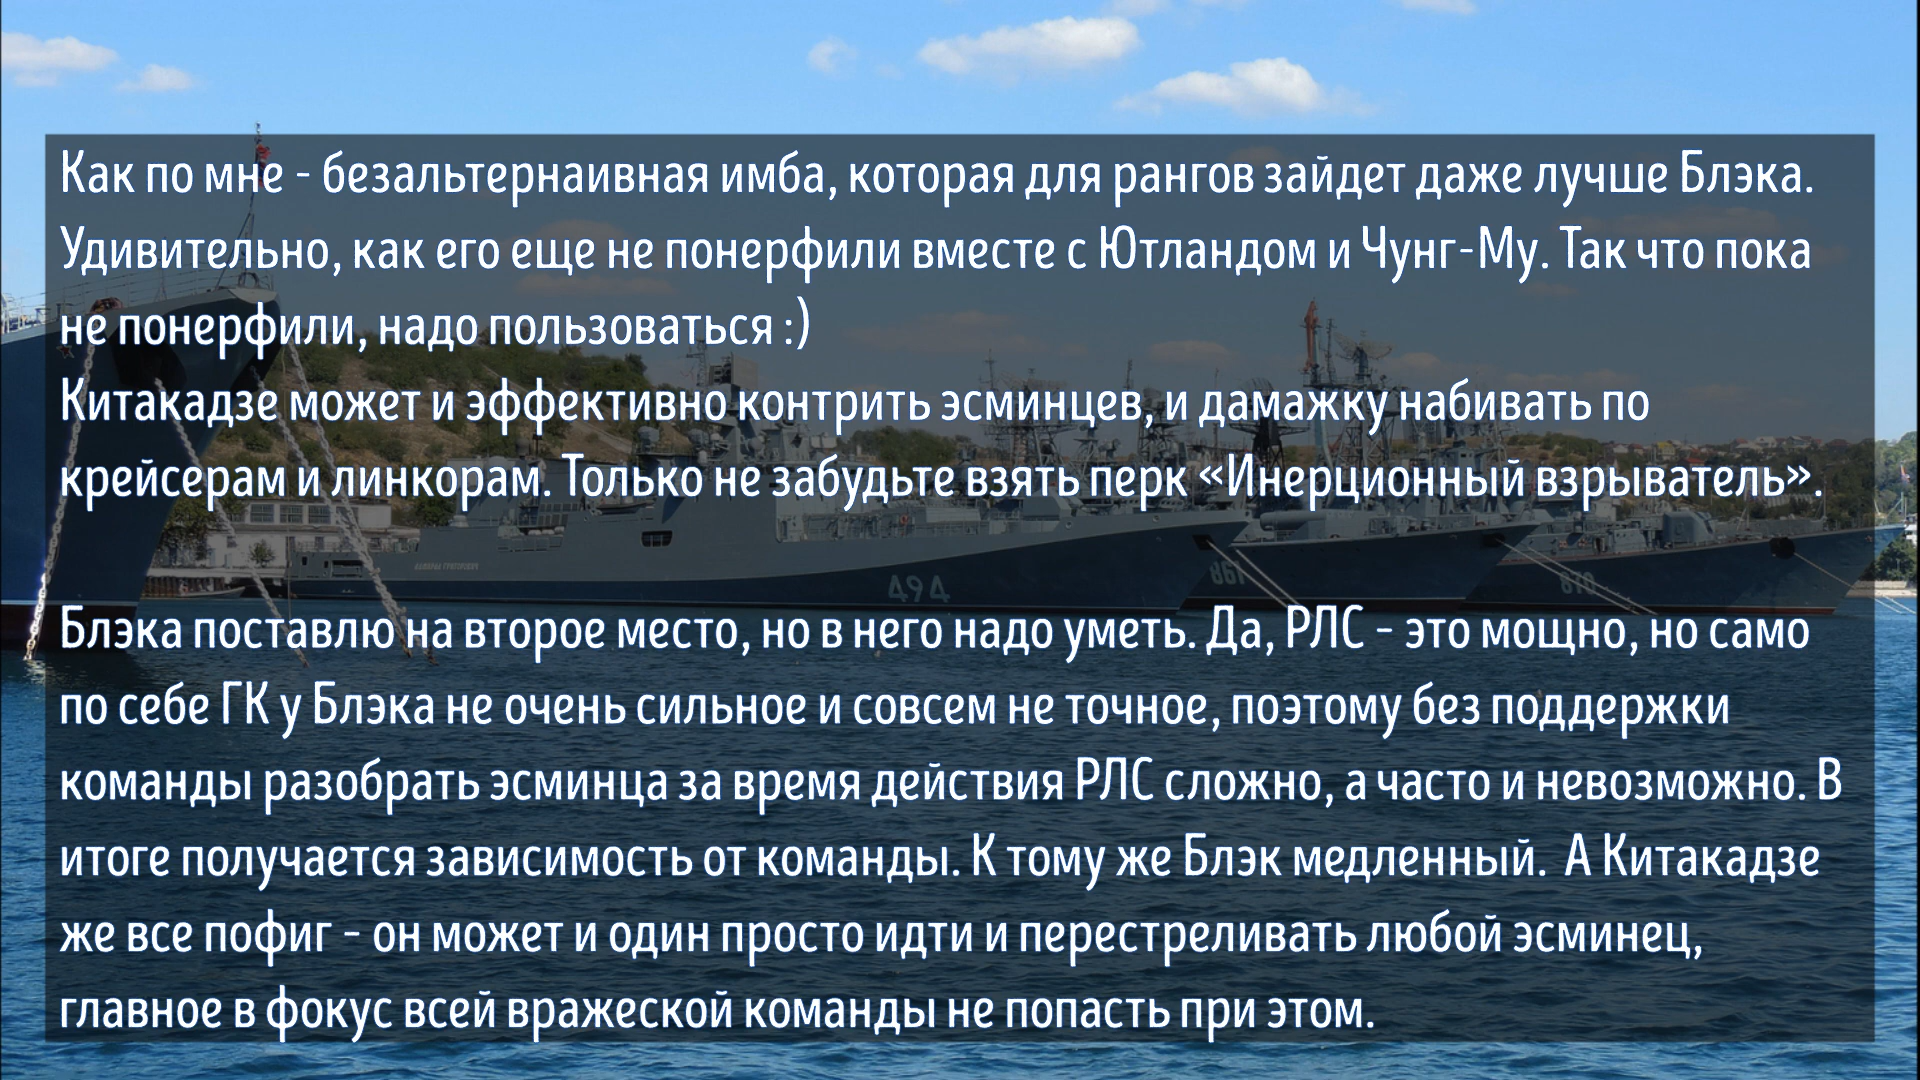 Как по мне - безальтернаивная имба, которая для рангов зайдет даже лучше Блэка.
Удивительно, как его еще не понерфили вместе с Ютландом и Чунг-Му. Так что пока
не понерфили, надо пользоваться :)
Китакадзе может и эффективно контрить эсминцев, и дамажку набивать по
крейсерам и линкорам. Только не забудьте взять перк «Инерционный взрыватель».
АДМИРАЛ ГРИГОРОВИЧ
494
861
870
Блэка поставлю на второе место, но в него надо уметь. Да, РЛС – это мощно, но само
по себе ГК у Блэка не очень сильное и совсем не точное, поэтому без поддержки
команды разобрать эсминца за время действия РЛС сложно, а часто и невозможно. В
итоге получается зависимость от команды. К тому же Блэк медленный. А Китакадзе
же все пофиг – он может и один просто идти и перестреливать любой эсминец,
главное в фокус всей вражеской команды не попасть при этом.